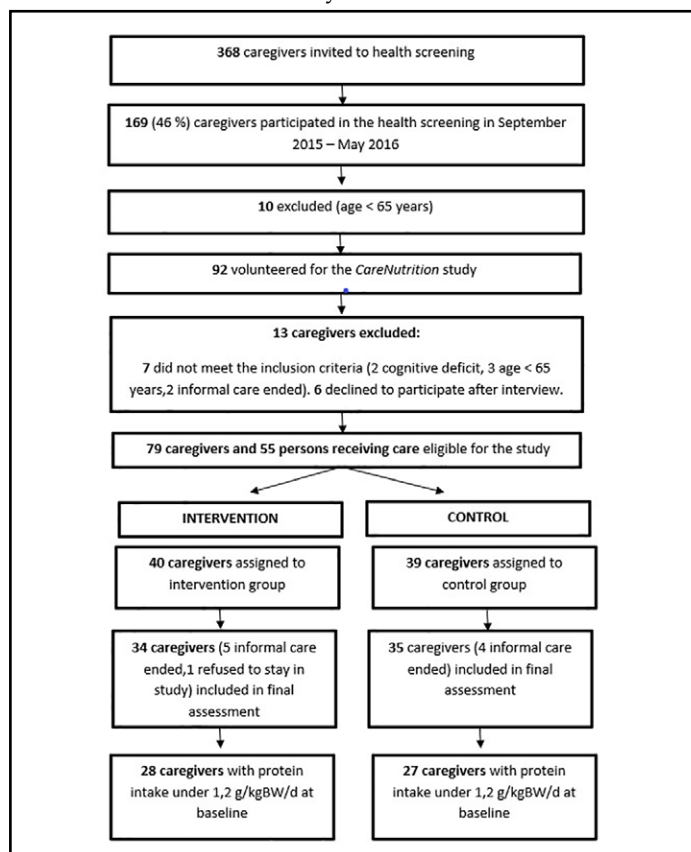 368 caregivers invited to health screening
169 (46 %) caregivers participated in the health screening in September
2015 – May 2016
10 excluded (age < 65 years)
92 volunteered for the CareNutrition study
13 caregivers excluded:
7 did not meet the inclusion criteria (2 cognitive deficit, 3 age < 65
years,2 informal care ended). 6 declined to participate after interview.
79 caregivers and 55 persons receiving care eligible for the study
INTERVENTION
CONTROL
40 caregivers assigned to
intervention group
39 caregivers assigned to
control group
34 caregivers (5 informal care
ended,1 refused to stay in
study) included in final
assessment
35 caregivers (4 informal care
ended) included in final
assessment
28 caregivers with protein
intake under 1,2 g/kgBW/d at
baseline
27 caregivers with protein
intake under 1,2 g/kgBW/d at
baseline